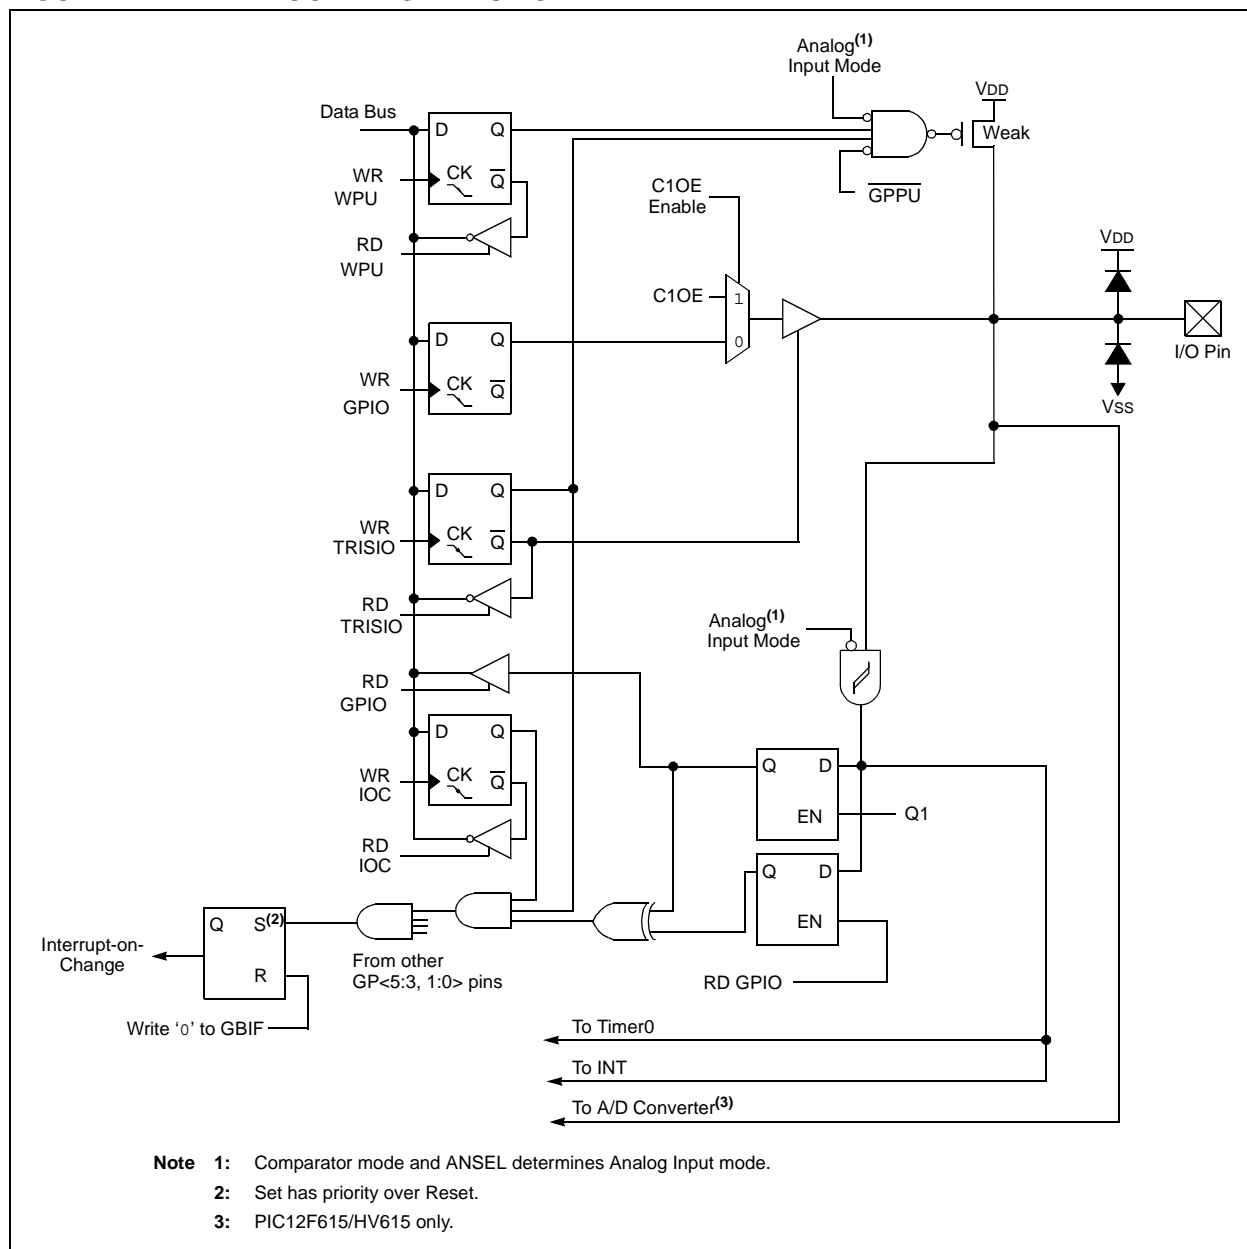 Analog(1)
Input Mode
VDD
Data Bus
D Q
Weak
WR
WPU
CK Q
GPPU
C1OE
Enable
RD
WPU
VDD
C1OE
1
0
D Q
I/O Pin
WR
GPIO
CK Q
VSS
D Q
WR
TRISIO
CK Q
RD
TRISIO
Analog(1)
Input Mode
RD
GPIO
D Q
WR
IOC
CK Q
Q D
EN
Q1
RD
IOC
Q D
EN
Q S(2)
R
Interrupt-on-
Change
From other
GP<5:3, 1:0> pins
RD GPIO
Write ‘0’ to GBIF
To Timer0
To INT
To A/D Converter(3)
Note 1: Comparator mode and ANSEL determines Analog Input mode.
2: Set has priority over Reset.
3: PIC12F615/HV615 only.